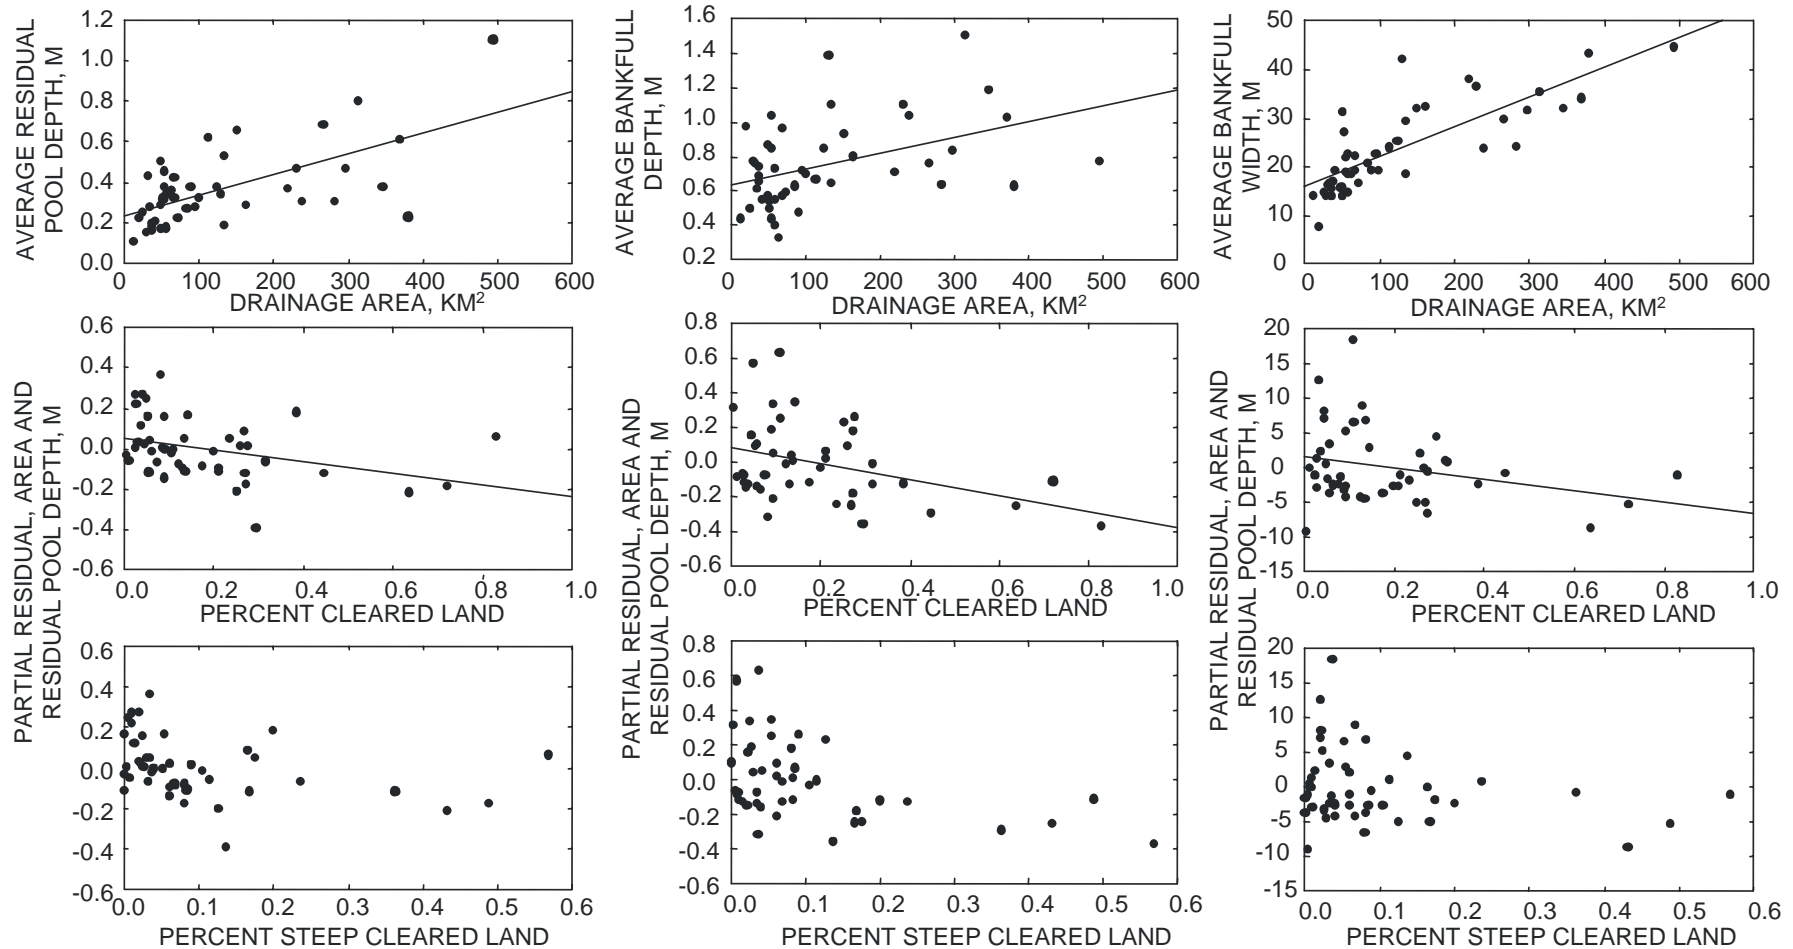 AVERAGE RESIDUAL
POOL DEPTH, M
1.2
1.0
0.8
0.6
0.4
0.2
0.0
0 100 200 300 400 500 600
DRAINAGE AREA, KM²
AVERAGE BANKFULL
DEPTH, M
1.6
1.4
1.2
1.0
0.8
0.6
0.4
0.2
0 100 200 300 400 500 600
DRAINAGE AREA, KM²
AVERAGE BANKFULL
WIDTH, M
50
40
30
20
10
0
0 100 200 300 400 500 600
DRAINAGE AREA, KM²
PARTIAL RESIDUAL, AREA AND
RESIDUAL POOL DEPTH, M
0.6
0.4
0.2
0.0
-0.2
-0.4
-0.6
0.0 0.2 0.4 0.6 0.8 1.0
PERCENT CLEARED LAND
PARTIAL RESIDUAL, AREA AND
RESIDUAL POOL DEPTH, M
0.8
0.6
0.4
0.2
0.0
-0.2
-0.4
-0.6
0.0 0.2 0.4 0.6 0.8 1.0
PERCENT CLEARED LAND
PARTIAL RESIDUAL, AREA AND
RESIDUAL POOL DEPTH, M
20
15
10
5
0
-5
-10
-15
0.0 0.2 0.4 0.6 0.8 1.0
PERCENT CLEARED LAND
0.6
0.4
0.2
0.0
-0.2
-0.4
-0.6
0.0 0.1 0.2 0.3 0.4 0.5 0.6
PERCENT STEEP CLEARED LAND
0.8
0.6
0.4
0.2
0.0
-0.2
-0.4
-0.6
0.0 0.1 0.2 0.3 0.4 0.5 0.6
PERCENT STEEP CLEARED LAND
20
15
10
5
0
-5
-10
-15
0.0 0.1 0.2 0.3 0.4 0.5 0.6
PERCENT STEEP CLEARED LAND